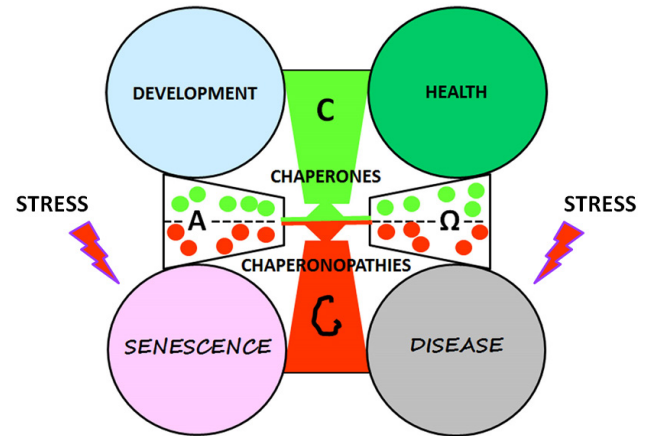 DEVELOPMENT
C
HEALTH
CHAPERONES
STRESS
A
Ω
STRESS
CHAPERONOPATHIES
C
SENESCENCE
DISEASE